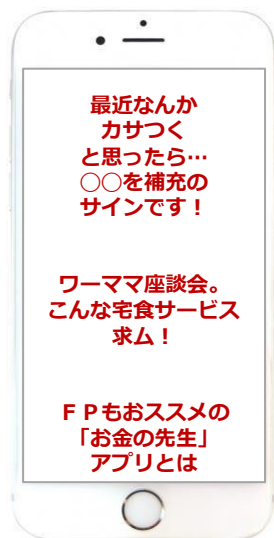 最近なんか
カサつく
と思ったら…
○○を補充の
サインです！
ワーママ座談会。
こんな宅食サービス
求ム！
ＦＰもおススメの
「お金の先生」
アプリとは